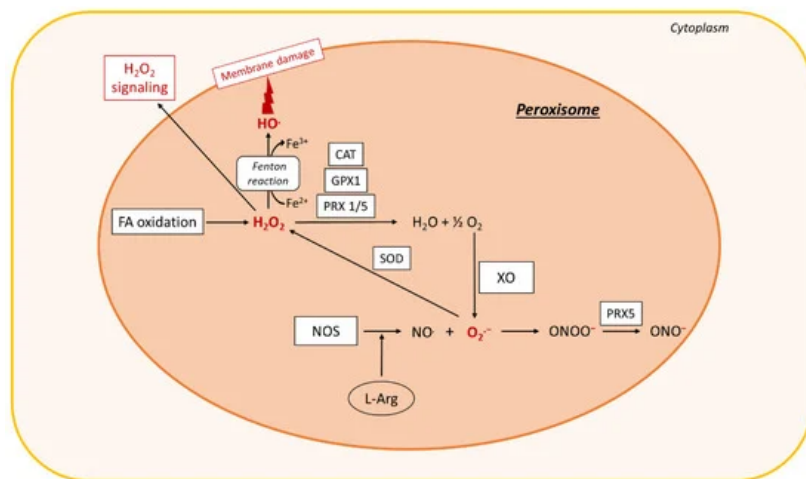 Cytoplasm
H₂O₂
signaling
Membrane damage
Peroxisome
HO·
Fe³⁺
Fenton
reaction
Fe²⁺
CAT
GPX1
PRX 1/5
FA oxidation
H₂O₂
H₂O + ½ O₂
SOD
XO
NOS
NO· + O₂·⁻
ONOO⁻
PRX5
ONO⁻
L-Arg